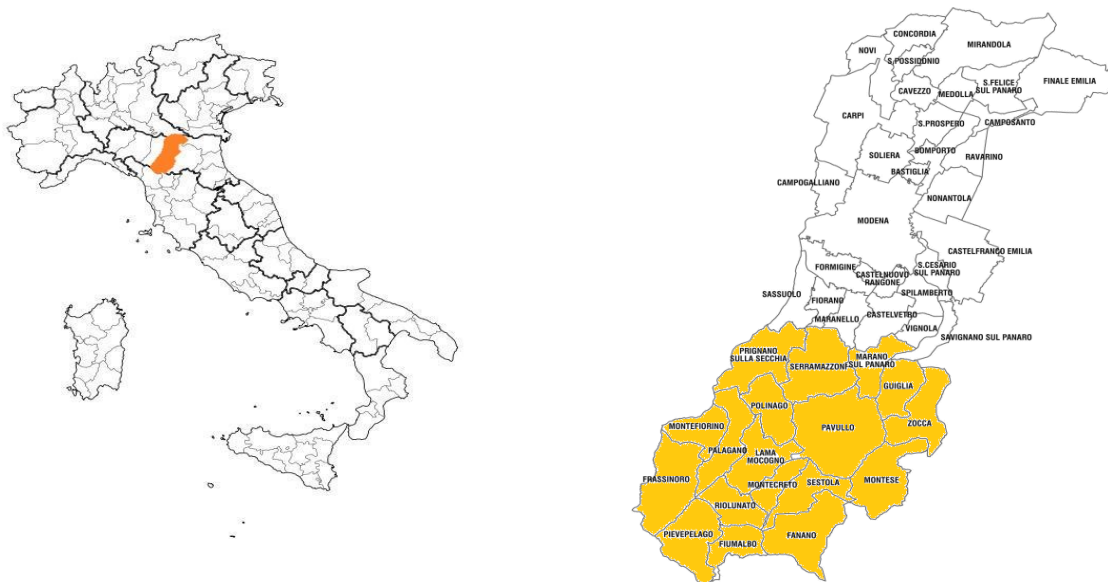 CONCORDIA
MIRANDOLA
NOVI
S.POSSIDONIO
FINALE EMILIA
S.FELICE
SUL PANARO
CAVEZZO
MEDOLLA
CARPI
S.PROSPERO
CAMPOSANTO
SOLIERA
BOMPORTO
RAVARINO
BASTIGLIA
CAMPOGALLIANO
NONANTOLA
MODENA
CASTELFRANCO EMILIA
FORMIGINE
S.CESARIO
SUL PANARO
CASTELNUOVO
RANGONE
SASSUOLO
SPILAMBERTO
FIORANO
CASTELVETRO
MARANELLO
VIGNOLA
SAVIGNANO SUL PANARO
PRIGNANO
SULLA SECCHIA
MARANO
SUL PANARO
SERRAMAZZONI
GUIGLIA
POLINAGO
MONTEFIORINO
PAVULLO
ZOCCA
PALAGANO
LAMA
MOCOGNO
FRASSINORO
MONTECRETO
SESTOLA
MONTESE
RIOLUNATO
PIEVEPELAGO
FIUMALBO
FANANO